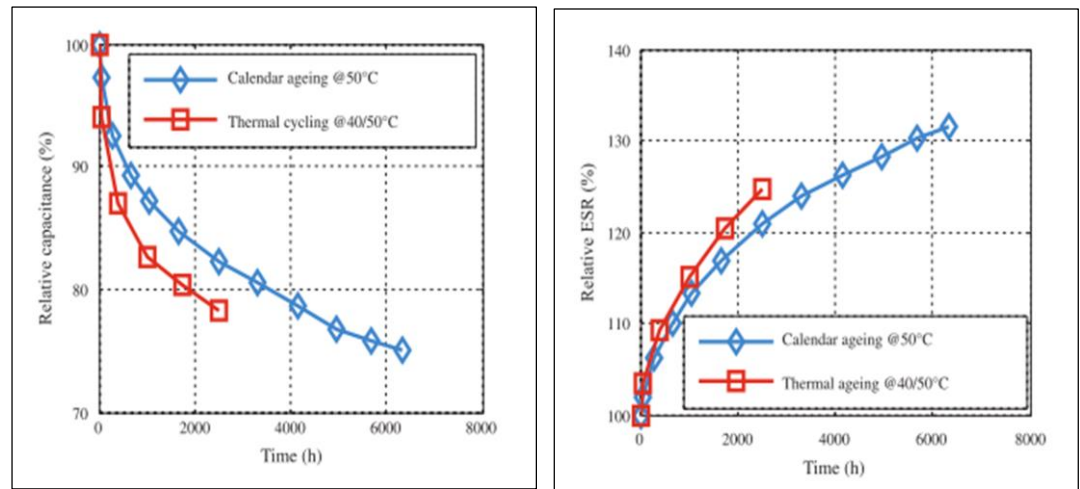 100
90
80
70
Relative capacitance (%)
Calendar ageing @50°C
Thermal cycling @40/50°C
0 2000 4000 6000 8000
Time (h)
140
130
120
110
100
Relative ESR (%)
Calendar ageing @50°C
Thermal ageing @40/50°C
0 2000 4000 6000 8000
Time (h)